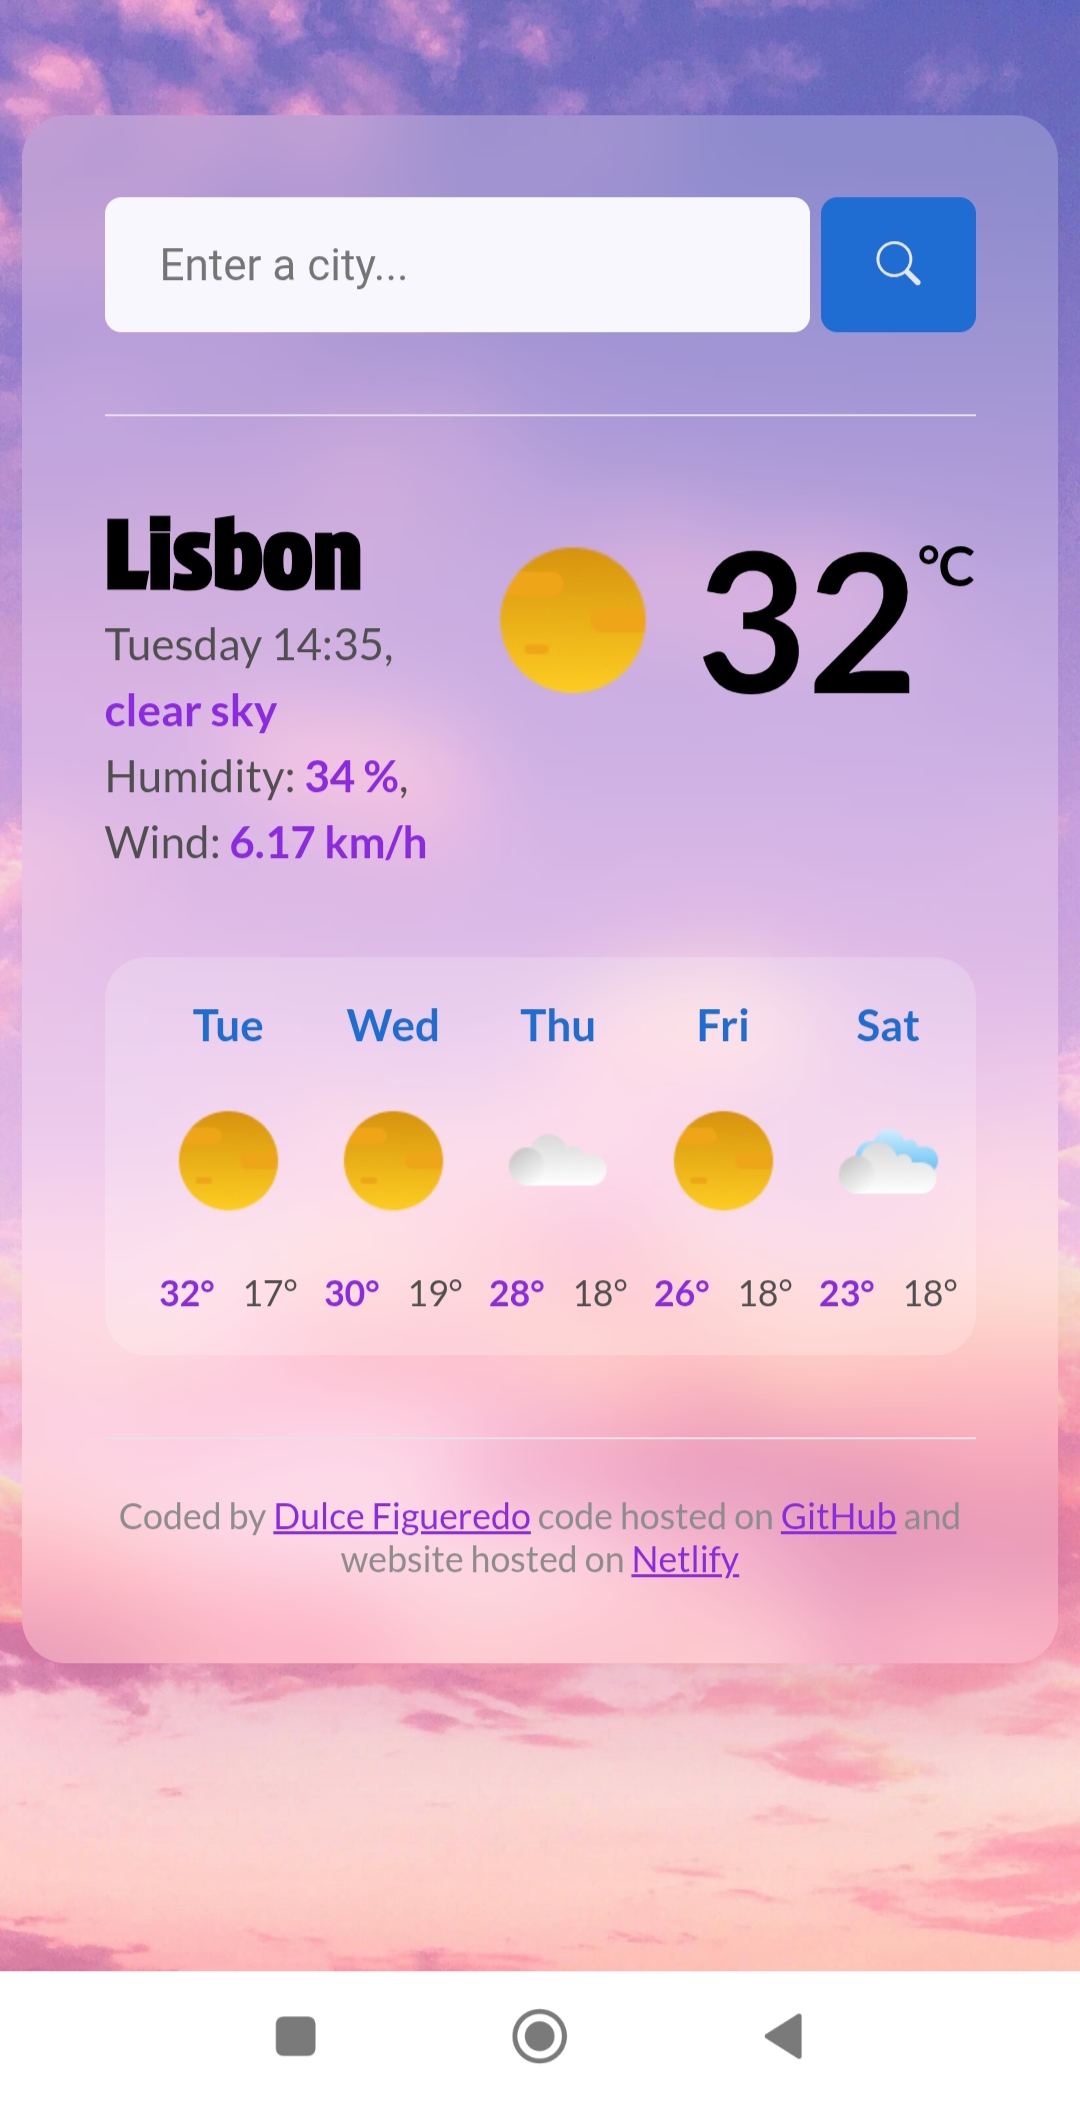 Enter a city...
Lisbon
32 °C
Tuesday 14:35,
clear sky
Humidity: 34 %,
Wind: 6.17 km/h
Tue Wed Thu Fri Sat
32° 17° 30° 19° 28° 18° 26° 18° 23° 18°
Coded by Dulce Figueredo code hosted on GitHub and
website hosted on Netlify